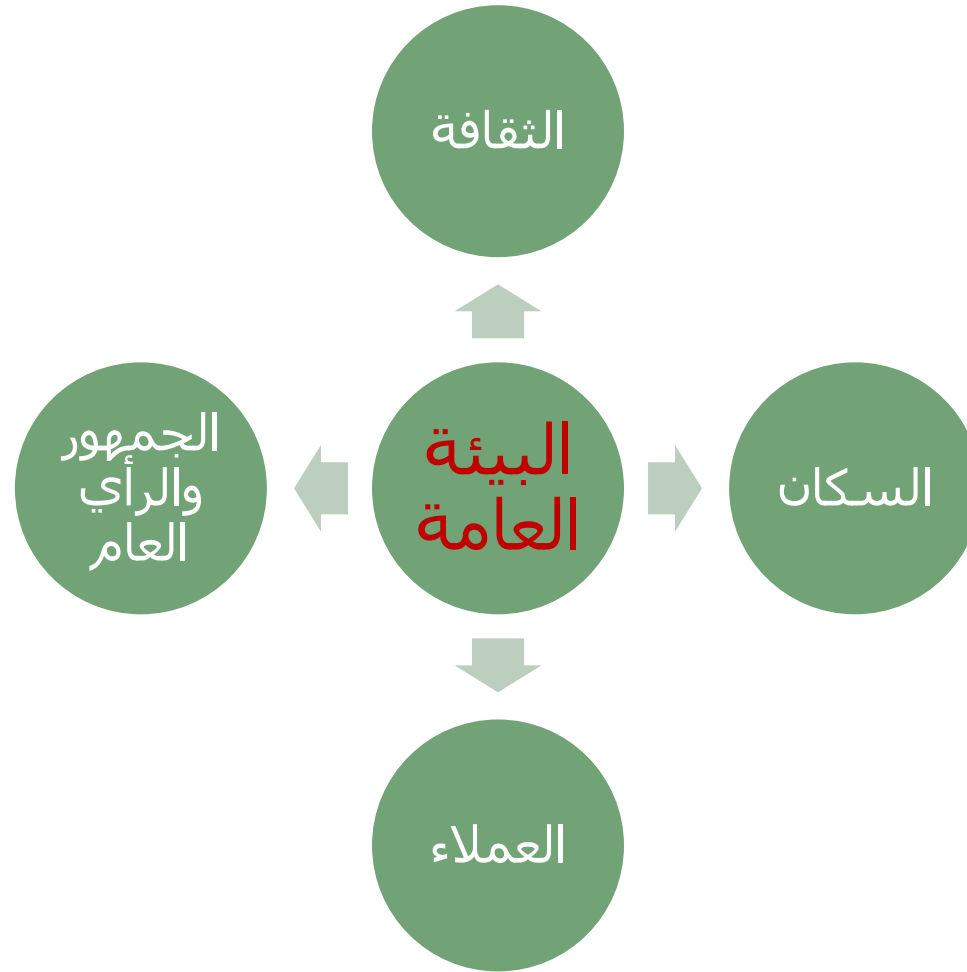 الثقافة
السكان
البيئة
العامة
الجمهور
والرأي
العام
العملاء